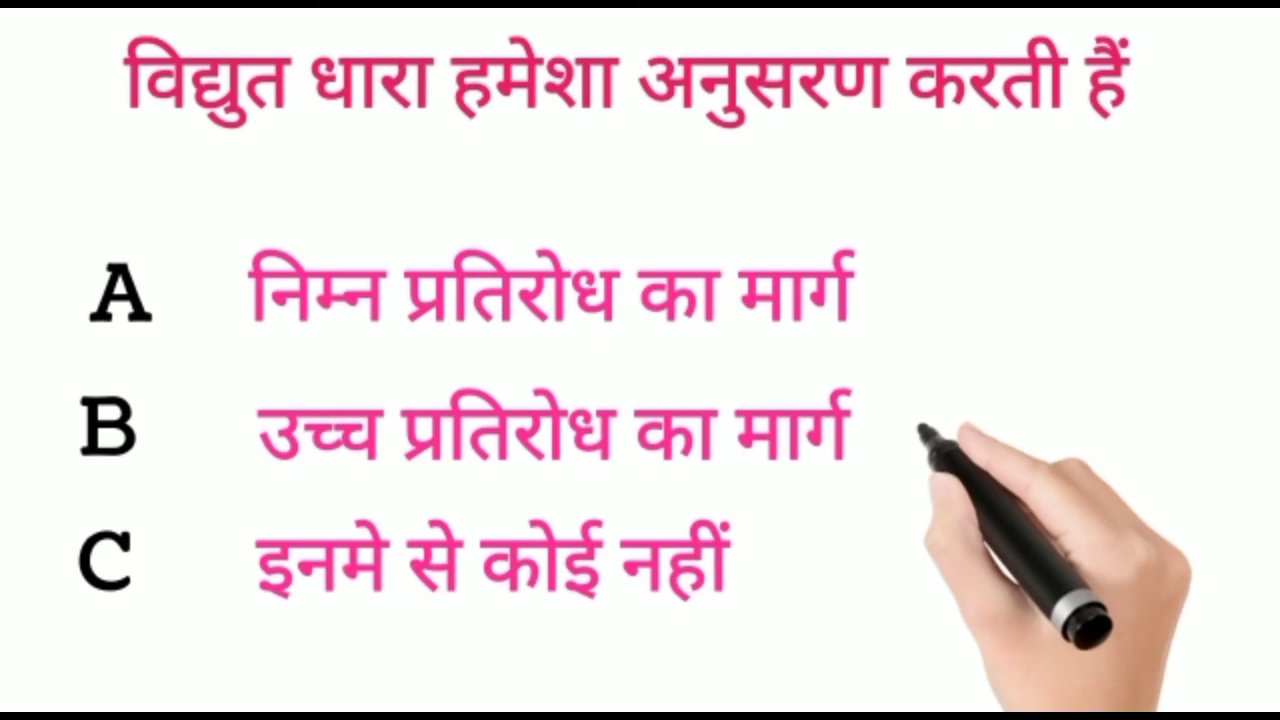 विद्युत धारा हमेशा अनुसरण करती हैं
A निम्न प्रतिरोध का मार्ग
B उच्च प्रतिरोध का मार्ग
C इनमे से कोई नहीं